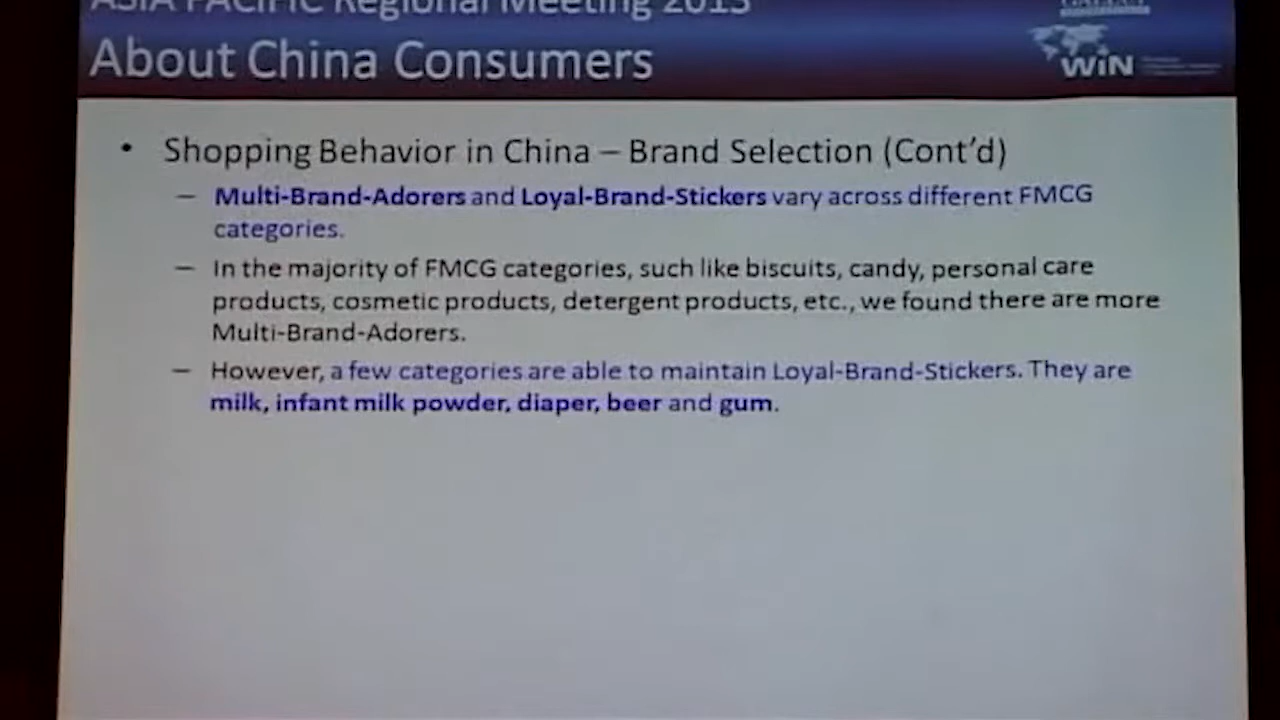 ASIA PACIFIC Regional Meeting 2013
About China Consumers
WiN
• Shopping Behavior in China – Brand Selection (Cont’d)
– Multi-Brand-Adorers and Loyal-Brand-Stickers vary across different FMCG
categories.
– In the majority of FMCG categories, such like biscuits, candy, personal care
products, cosmetic products, detergent products, etc., we found there are more
Multi-Brand-Adorers.
– However, a few categories are able to maintain Loyal-Brand-Stickers. They are
milk, infant milk powder, diaper, beer and gum.